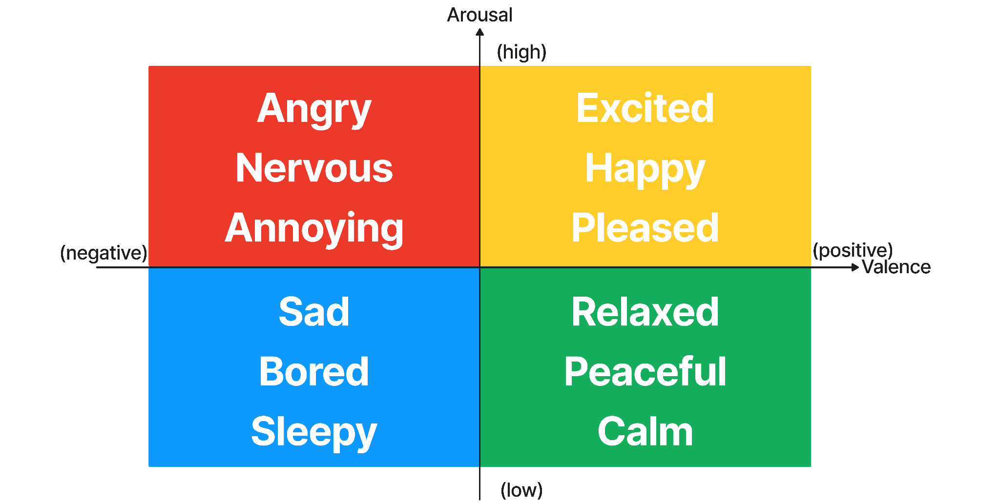 Arousal
(high)
Angry
Nervous
Annoying
Excited
Happy
Pleased
(negative)
(positive)
Valence
Sad
Bored
Sleepy
Relaxed
Peaceful
Calm
(low)